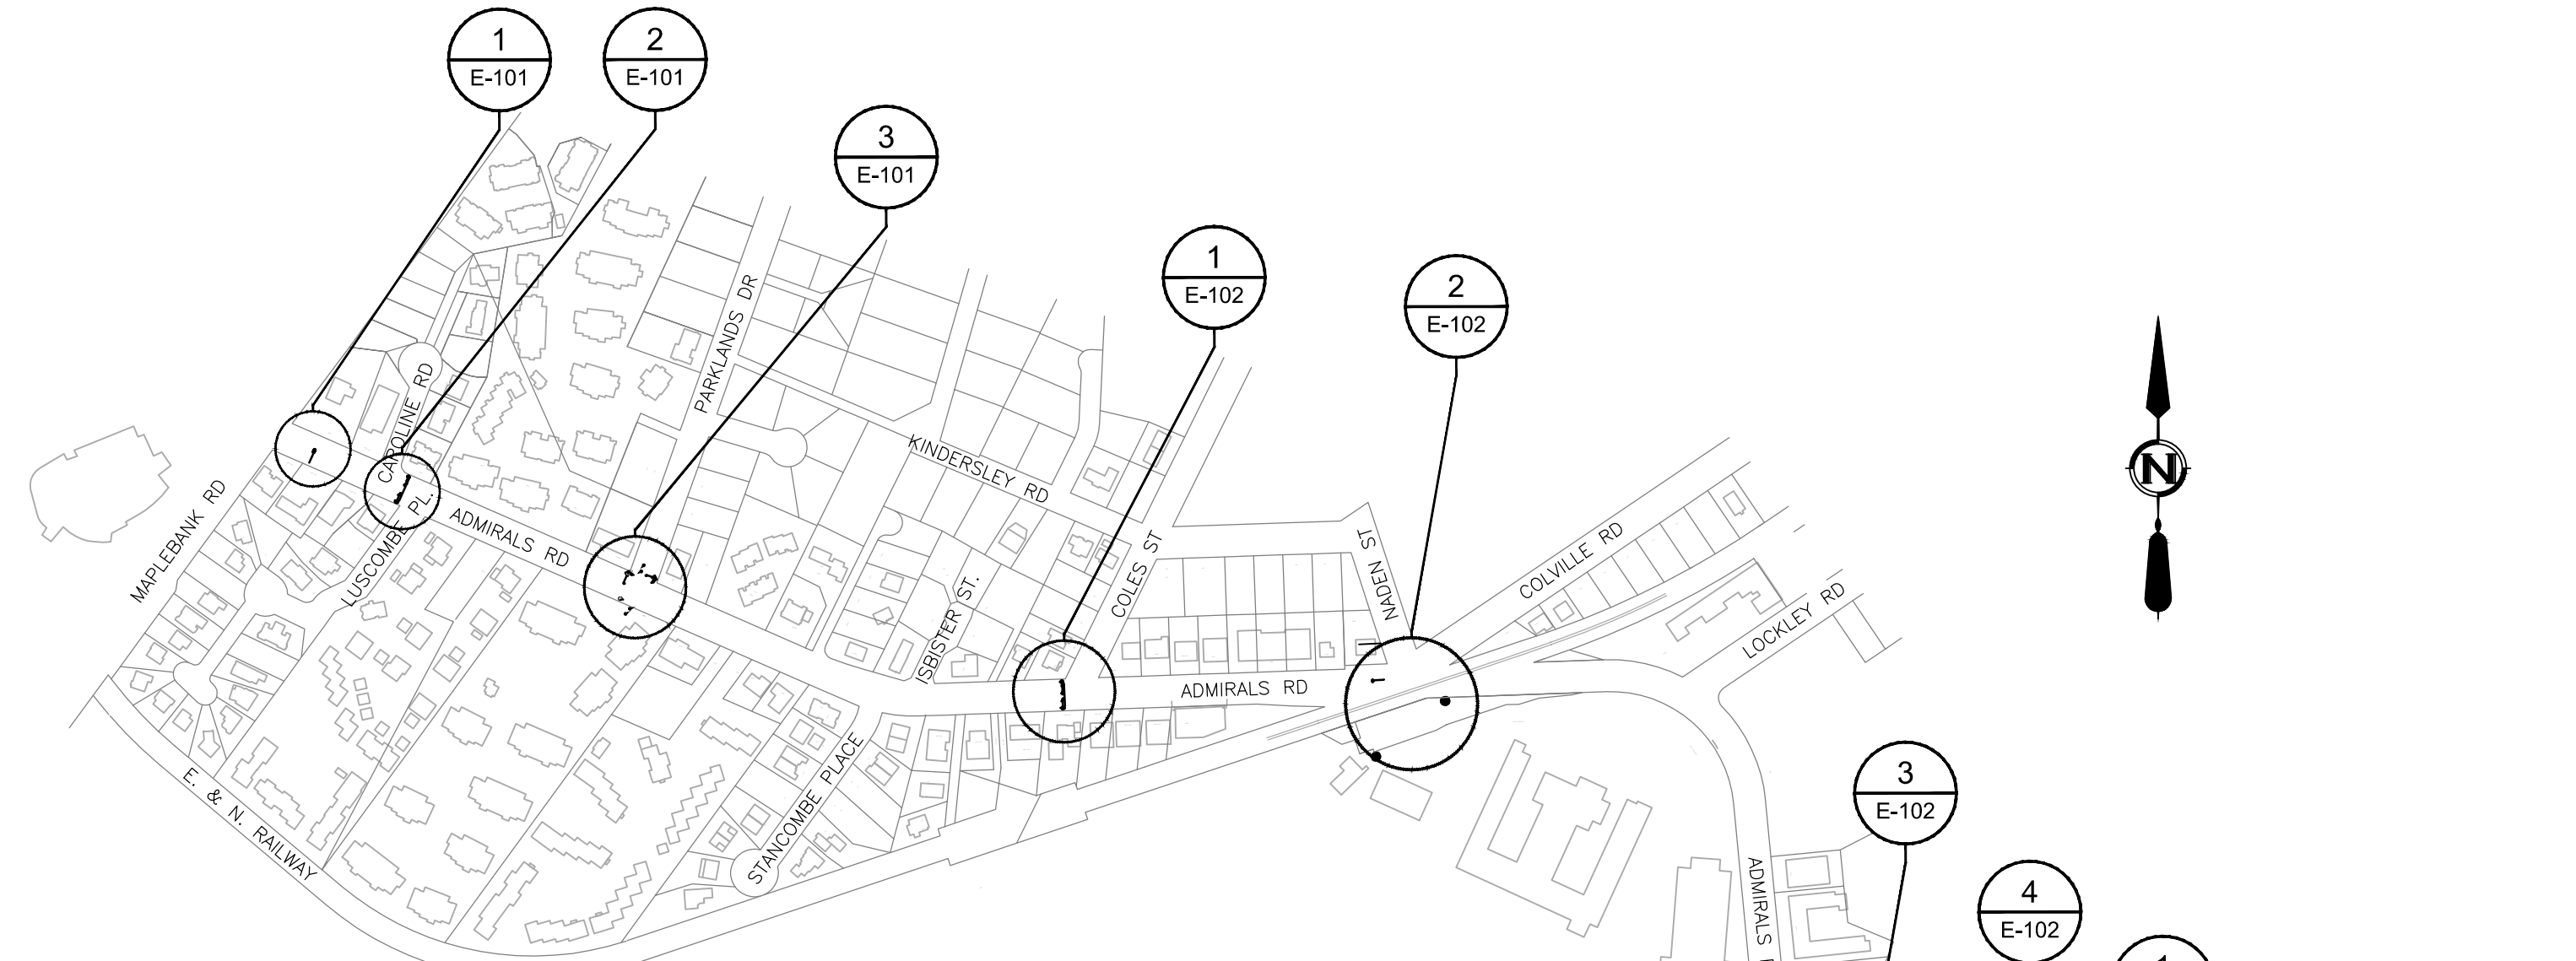 1
E-101
2
E-101
3
E-101
1
E-102
2
E-102
PARKLANDS DR
CAROLINE RD
KINDERSLEY RD
MAPLEBANK RD
LUSCOMBE PL.
ADMIRALS RD
ISBISTER ST.
COLES ST
NADEN ST
COLVILLE RD
LOCKLEY RD
ADMIRALS RD
N
E. & N. RAILWAY
STANCOMBE PLACE
3
E-102
ADMIRALS
4
E-102